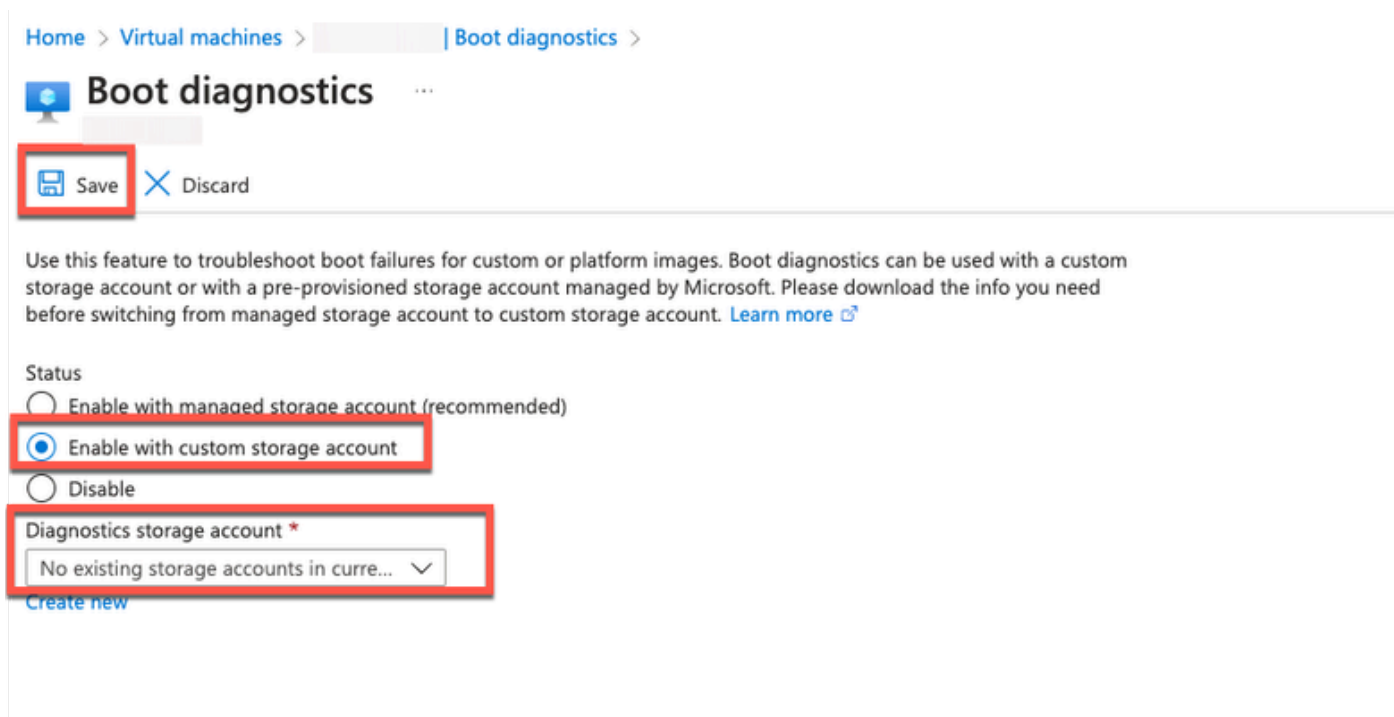 Home > Virtual machines > | Boot diagnostics >
Boot diagnostics ...
Save Discard
Use this feature to troubleshoot boot failures for custom or platform images. Boot diagnostics can be used with a custom
storage account or with a pre-provisioned storage account managed by Microsoft. Please download the info you need
before switching from managed storage account to custom storage account. Learn more
Status
Enable with managed storage account (recommended)
Enable with custom storage account
Disable
Diagnostics storage account *
No existing storage accounts in curre...
Create new